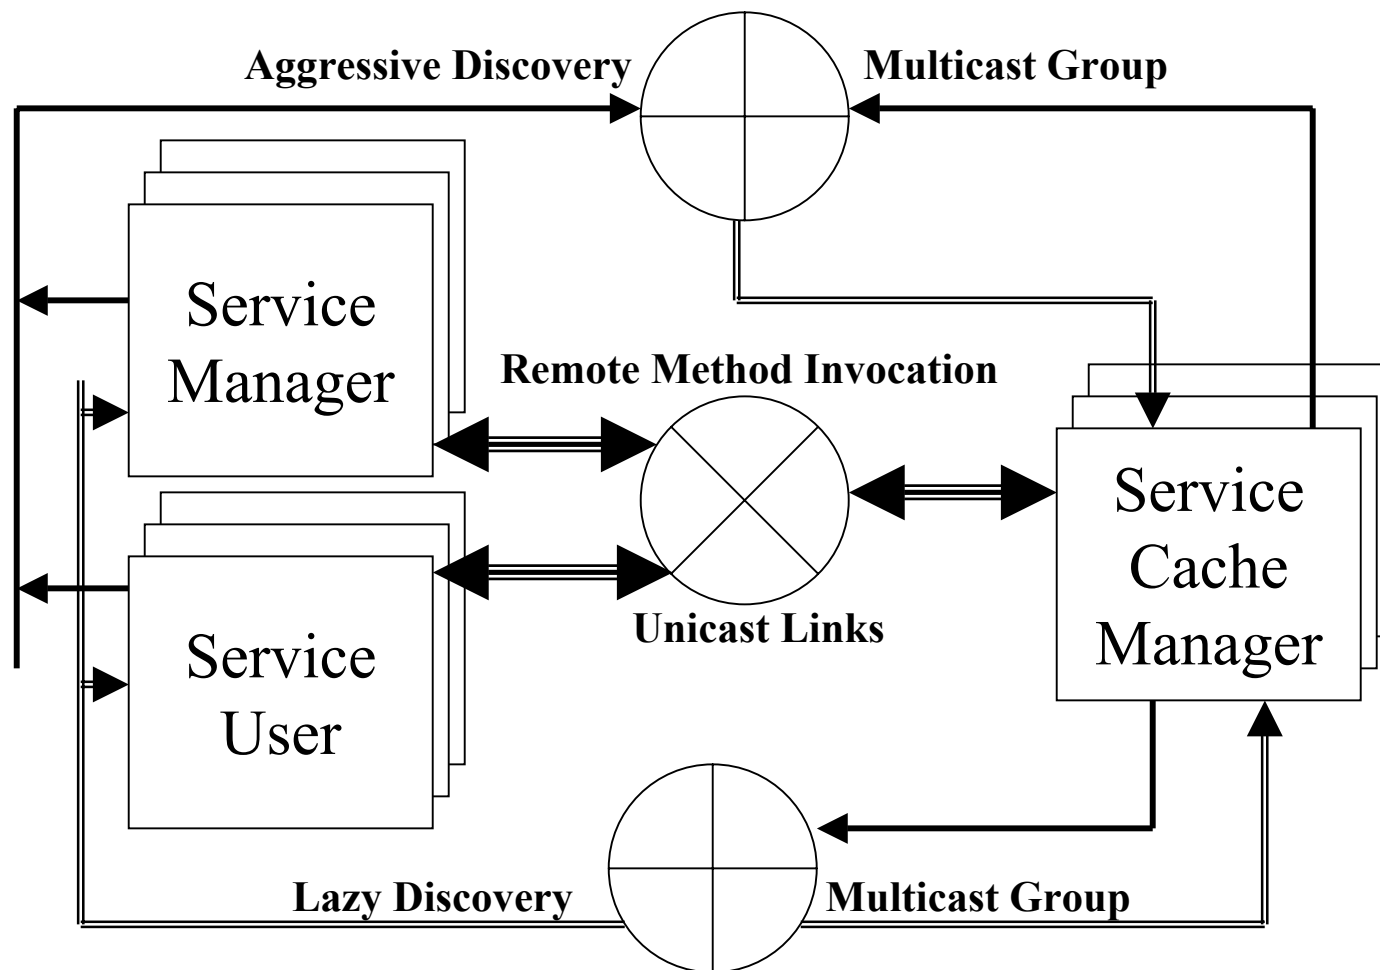 Aggressive Discovery
Multicast Group
Service
Manager
Remote Method Invocation
Service
Cache
Manager
Unicast Links
Service
User
Lazy Discovery
Multicast Group